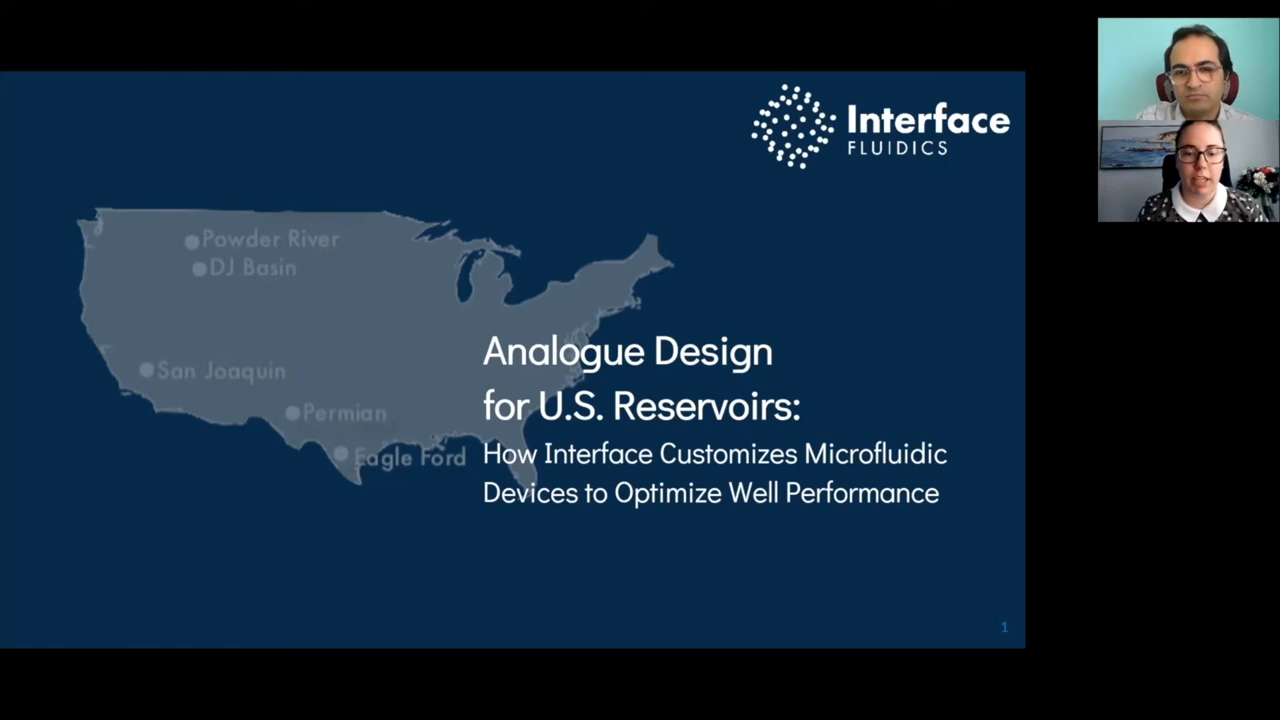 Interface
FLUIDICS
Powder River
DJ Basin
San Joaquin
Permian
Eagle Ford
Analogue Design
for U.S. Reservoirs:
How Interface Customizes Microfluidic
Devices to Optimize Well Performance
1